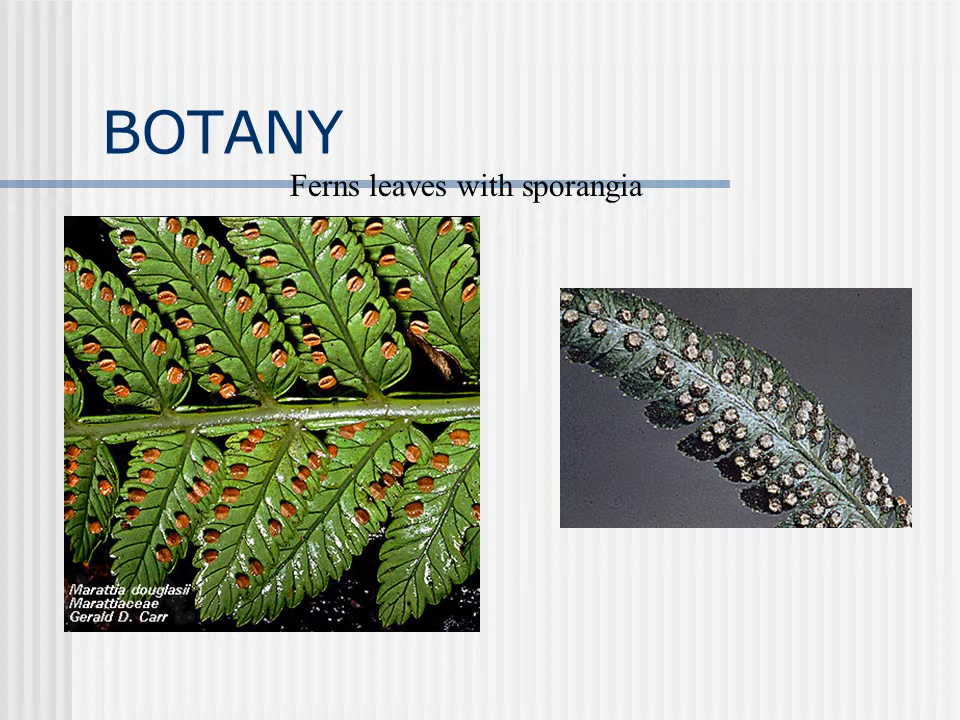 BOTANY
Ferns leaves with sporangia
Marattia douglasii
Marattiaceae
Gerald D. Carr